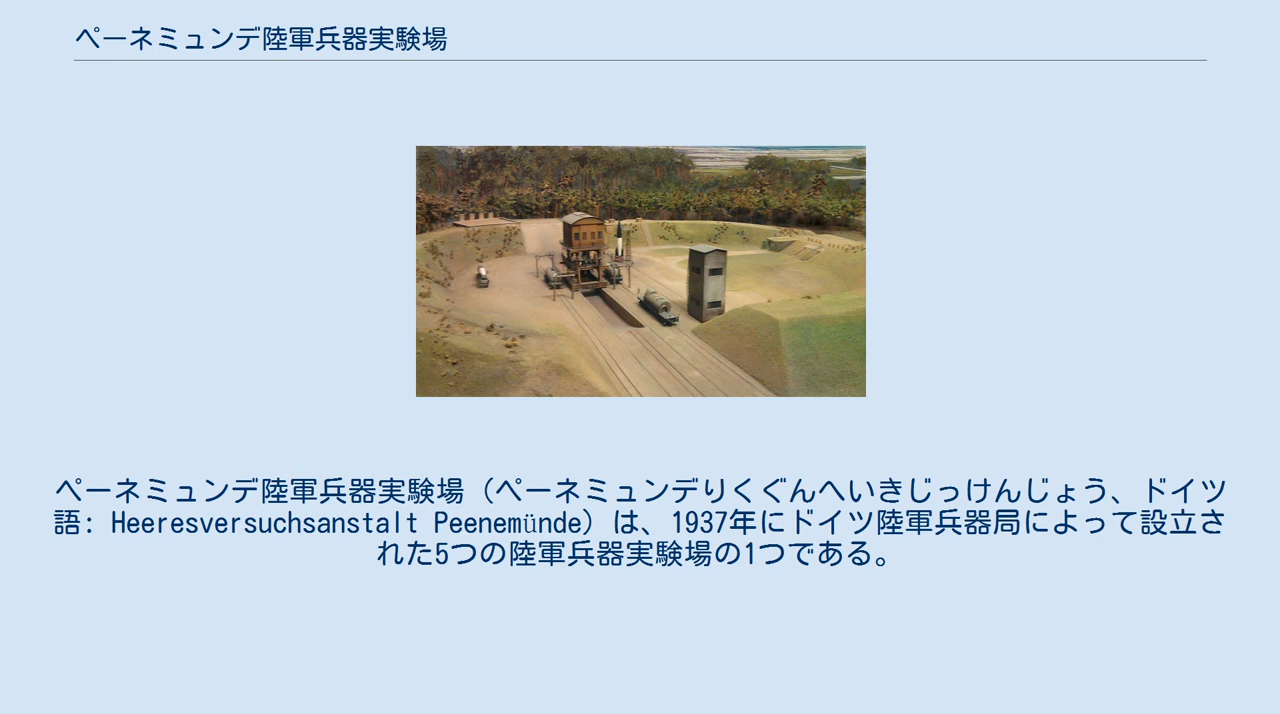 ペーネミュンデ陸軍兵器実験場
ペーネミュンデ陸軍兵器実験場（ペーネミュンデりくぐんへいきじっけんじょう、ドイツ
語: Heeresversuchsanstalt Peenemünde）は、1937年にドイツ陸軍兵器局によって設立さ
れた5つの陸軍兵器実験場の1つである。